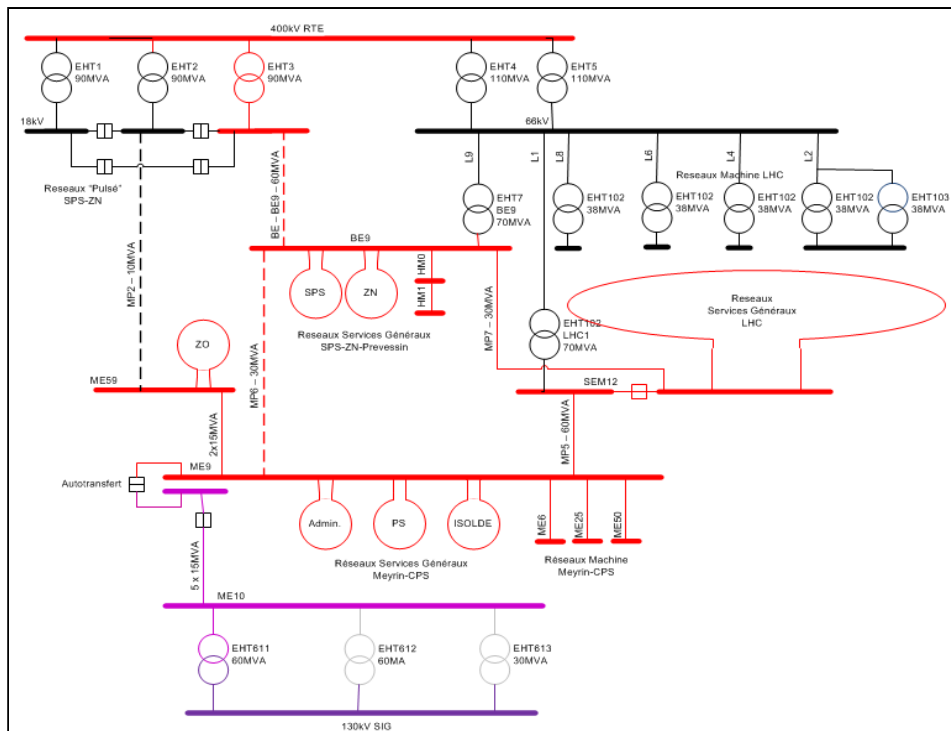 400kV RTE
EHT1
90MVA
EHT2
90MVA
EHT3
90MVA
EHT4
110MVA
EHT5
110MVA
18kV
66kV
Reseaux "Pulsé"
SPS-ZN
MP2 – 10MVA
BE – BE9 – 60MVA
L9
L1
L8
L6
L4
L2
Reseaux Machine LHC
EHT7
BE9
70MVA
EHT102
38MVA
EHT102
38MVA
EHT102
38MVA
EHT102
38MVA
EHT103
38MVA
BE9
SPS
ZN
HM0
HM1
Reseaux Services Généraux
SPS-ZN-Prevessin
MP7 – 30MVA
Reseaux
Services Généraux
LHC
EHT102
LHC1
70MVA
ZO
MP6 – 30MVA
ME59
SEM12
2x15MVA
MP5 – 60MVA
ME9
Autotransfert
Admin.
PS
ISOLDE
ME6
ME25
ME50
Réseaux Services Généraux
Meyrin-CPS
Réseaux Machine
Meyrin-CPS
5 x 15MVA
ME10
EHT611
60MVA
EHT612
60MA
EHT613
30MVA
130kV SIG